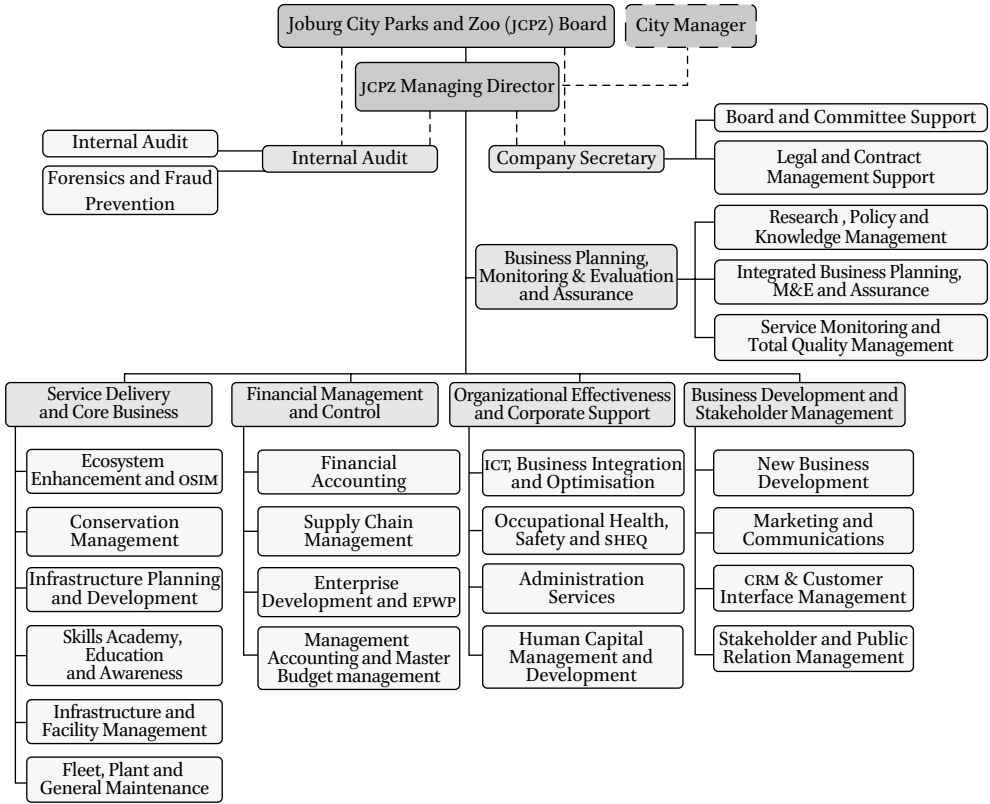 Joburg City Parks and Zoo (JCPZ) Board
City Manager
JCPZ Managing Director
Internal Audit
Forensics and Fraud
Prevention
Internal Audit
Company Secretary
Board and Committee Support
Legal and Contract
Management Support
Business Planning,
Monitoring & Evaluation
and Assurance
Research , Policy and
Knowledge Management
Integrated Business Planning,
M&E and Assurance
Service Monitoring and
Total Quality Management
Service Delivery
and Core Business
Ecosystem
Enhancement and OSIM
Conservation
Management
Infrastructure Planning
and Development
Skills Academy,
Education
and Awareness
Infrastructure and
Facility Management
Fleet, Plant and
General Maintenance
Financial Management
and Control
Financial
Accounting
Supply Chain
Management
Enterprise
Development and EPWP
Management
Accounting and Master
Budget management
Organizational Effectiveness
and Corporate Support
ICT, Business Integration
and Optimisation
Occupational Health,
Safety and SHEQ
Administration
Services
Human Capital
Management and
Development
Business Development and
Stakeholder Management
New Business
Development
Marketing and
Communications
CRM & Customer
Interface Management
Stakeholder and Public
Relation Management